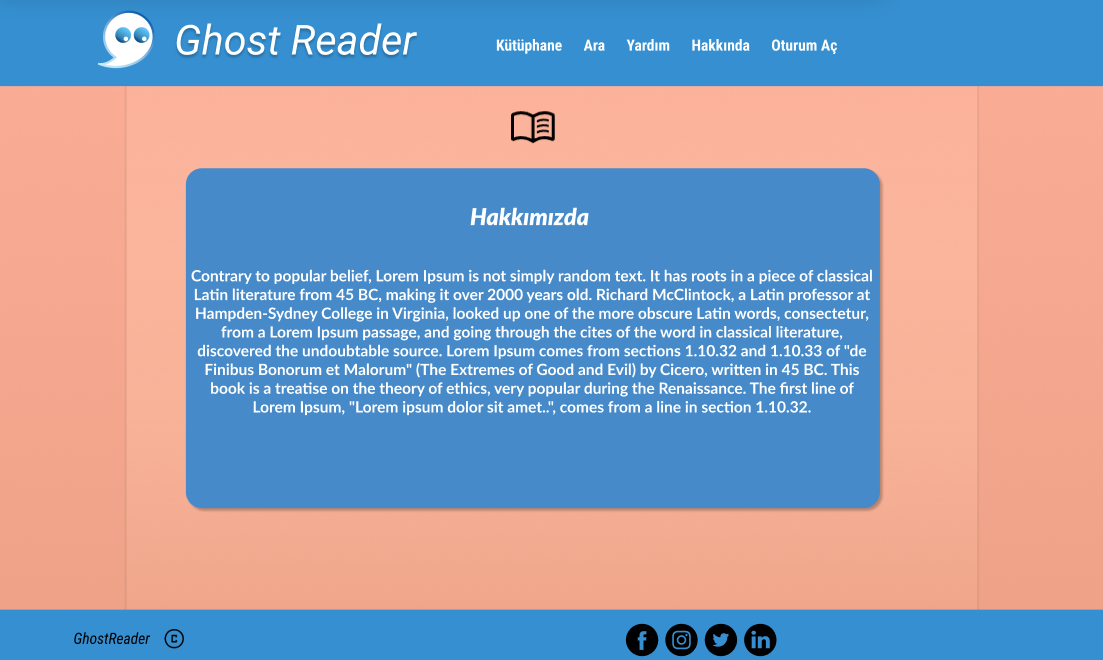 Ghost Reader
Kütüphane Ara Yardım Hakkında Oturum Aç
Hakkımızda
Contrary to popular belief, Lorem Ipsum is not simply random text. It has roots in a piece of classical
Latin literature from 45 BC, making it over 2000 years old. Richard McClintock, a Latin professor at
Hampden-Sydney College in Virginia, looked up one of the more obscure Latin words, consectetur,
from a Lorem Ipsum passage, and going through the cites of the word in classical literature,
discovered the undoubtable source. Lorem Ipsum comes from sections 1.10.32 and 1.10.33 of "de
Finibus Bonorum et Malorum" (The Extremes of Good and Evil) by Cicero, written in 45 BC. This
book is a treatise on the theory of ethics, very popular during the Renaissance. The first line of
Lorem Ipsum, "Lorem ipsum dolor sit amet..", comes from a line in section 1.10.32.
GhostReader ©